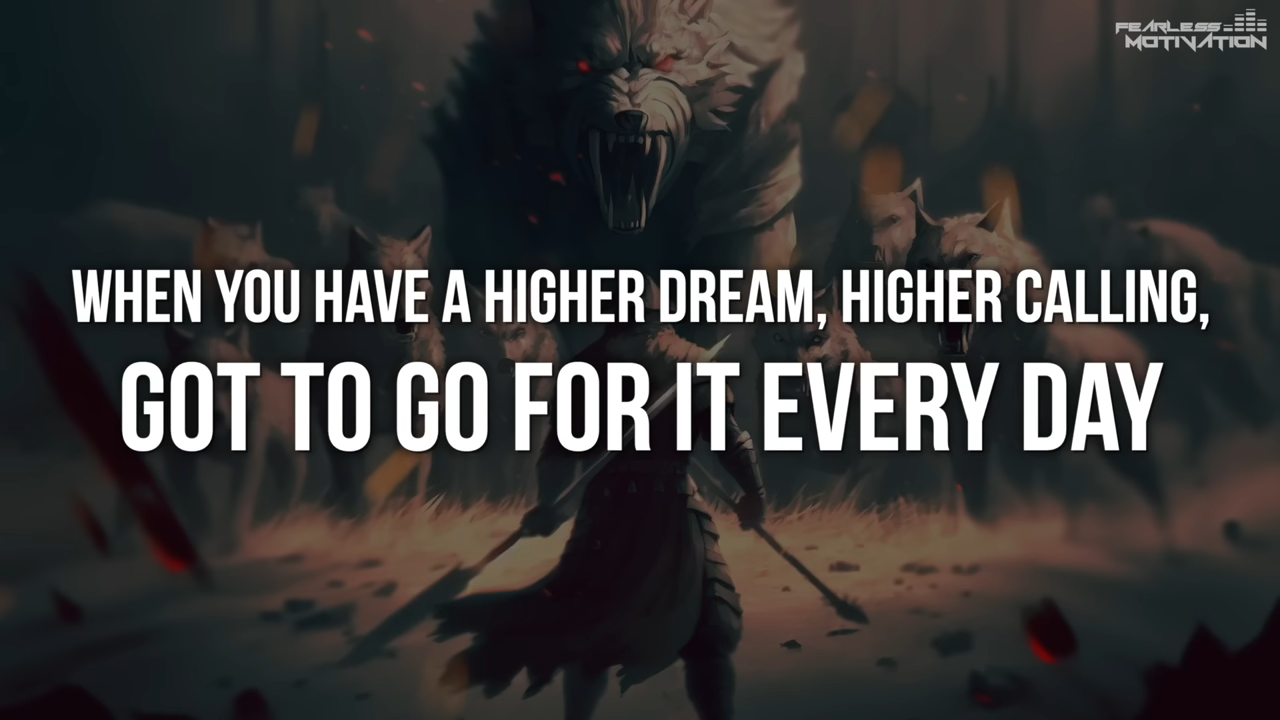 FEARLESS
MOTIVATION
WHEN YOU HAVE A HIGHER DREAM, HIGHER CALLING,
GOT TO GO FOR IT EVERY DAY